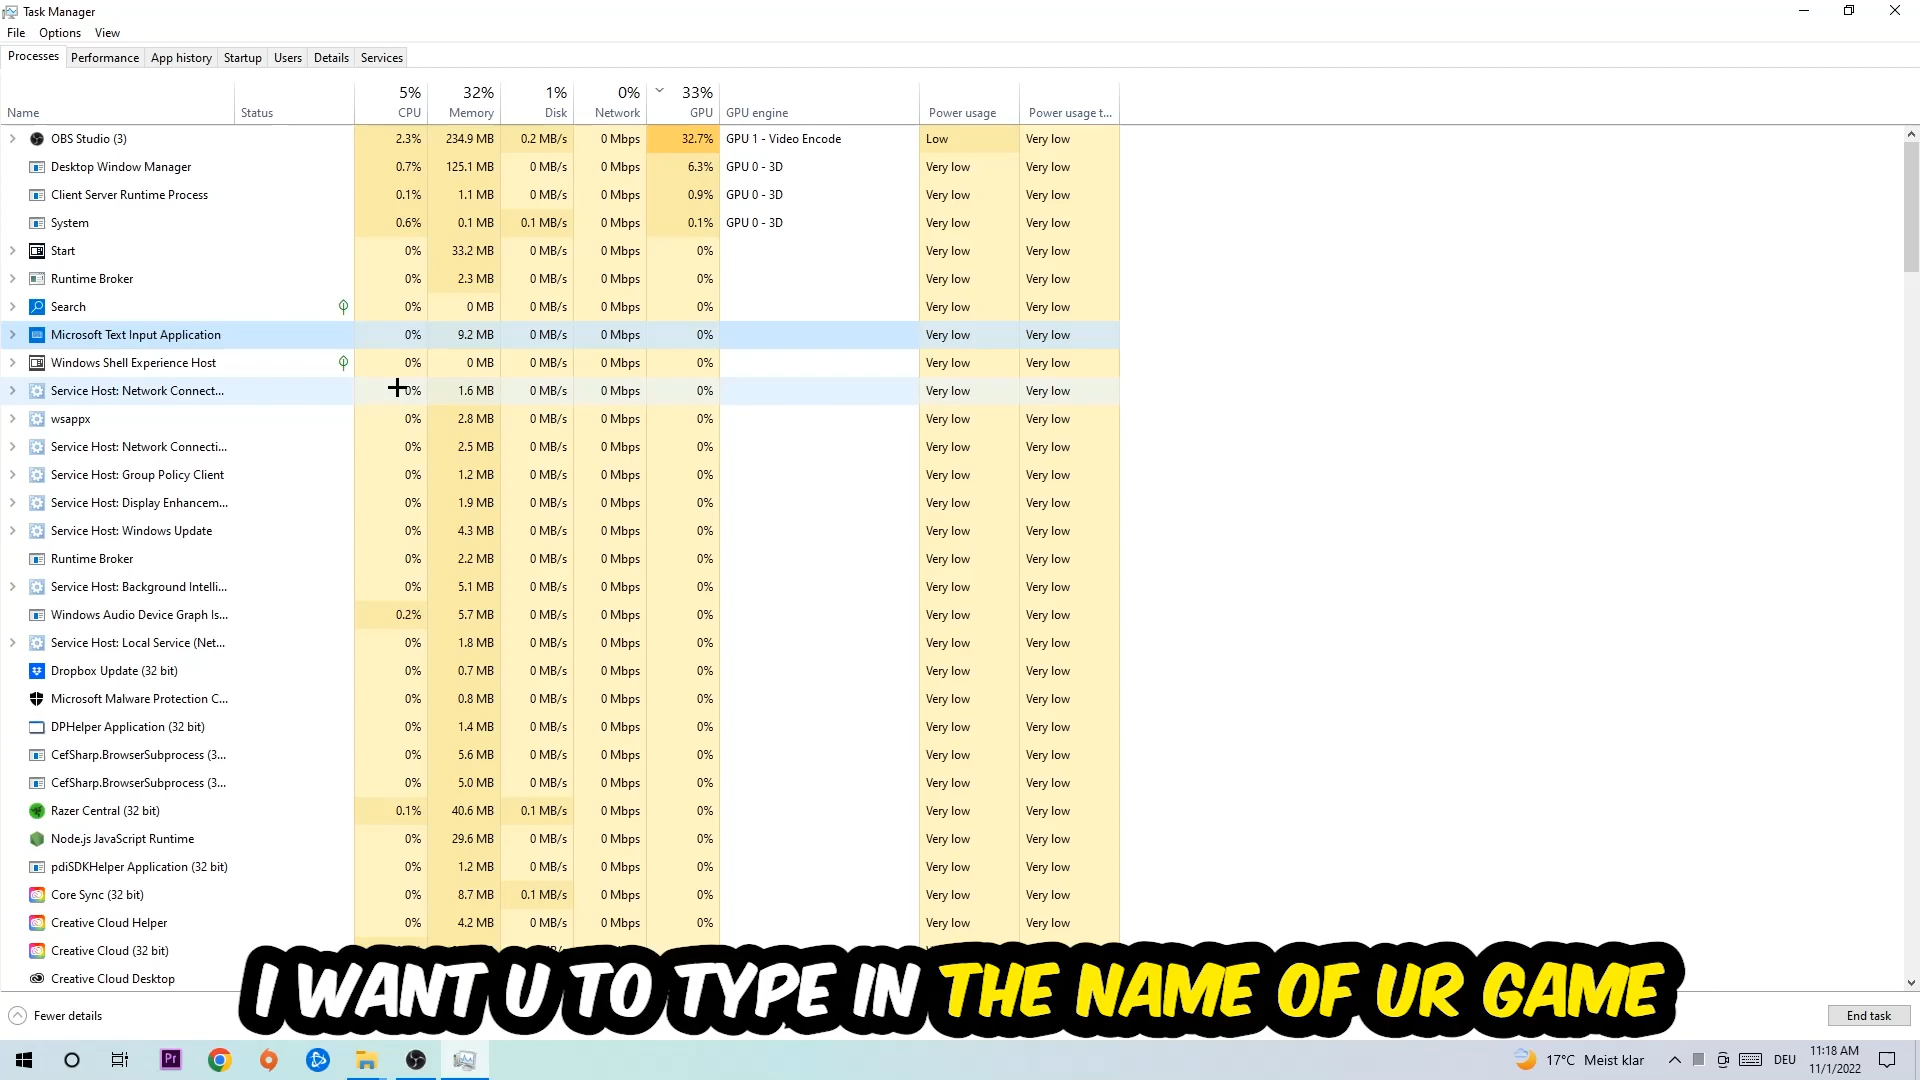 Task Manager
File Options View
Processes Performance App history Startup Users Details Services
5% 32% 1% 0% 33%
Name Status CPU Memory Disk Network GPU GPU engine Power usage Power usage t...
OBS Studio (3) 2.3% 234.9 MB 0.2 MB/s 0 Mbps 32.7% GPU 1 - Video Encode Low Very low
Desktop Window Manager 0.7% 125.1 MB 0 MB/s 0 Mbps 6.3% GPU 0 - 3D Very low Very low
Client Server Runtime Process 0.1% 1.1 MB 0 MB/s 0 Mbps 0.9% GPU 0 - 3D Very low Very low
System 0.6% 0.1 MB 0.1 MB/s 0 Mbps 0.1% GPU 0 - 3D Very low Very low
Start 0% 33.2 MB 0 MB/s 0 Mbps 0% Very low Very low
Runtime Broker 0% 2.3 MB 0 MB/s 0 Mbps 0% Very low Very low
Search 0% 0 MB 0 MB/s 0 Mbps 0% Very low Very low
Microsoft Text Input Application 0% 9.2 MB 0 MB/s 0 Mbps 0% Very low Very low
Windows Shell Experience Host 0% 0 MB 0 MB/s 0 Mbps 0% Very low Very low
Service Host: Network Connect... 0% 1.6 MB 0 MB/s 0 Mbps 0% Very low Very low
wsappx 0% 2.8 MB 0 MB/s 0 Mbps 0% Very low Very low
Service Host: Network Connecti... 0% 2.5 MB 0 MB/s 0 Mbps 0% Very low Very low
Service Host: Group Policy Client 0% 1.2 MB 0 MB/s 0 Mbps 0% Very low Very low
Service Host: Display Enhancem... 0% 1.9 MB 0 MB/s 0 Mbps 0% Very low Very low
Service Host: Windows Update 0% 4.3 MB 0 MB/s 0 Mbps 0% Very low Very low
Runtime Broker 0% 2.2 MB 0 MB/s 0 Mbps 0% Very low Very low
Service Host: Background Intelli... 0% 5.1 MB 0 MB/s 0 Mbps 0% Very low Very low
Windows Audio Device Graph Is... 0.2% 5.7 MB 0 MB/s 0 Mbps 0% Very low Very low
Service Host: Local Service (Net... 0% 1.8 MB 0 MB/s 0 Mbps 0% Very low Very low
Dropbox Update (32 bit) 0% 0.7 MB 0 MB/s 0 Mbps 0% Very low Very low
Microsoft Malware Protection C... 0% 0.8 MB 0 MB/s 0 Mbps 0% Very low Very low
DPHelper Application (32 bit) 0% 1.4 MB 0 MB/s 0 Mbps 0% Very low Very low
CefSharp.BrowserSubprocess (3... 0% 5.6 MB 0 MB/s 0 Mbps 0% Very low Very low
CefSharp.BrowserSubprocess (3... 0% 5.0 MB 0 MB/s 0 Mbps 0% Very low Very low
Razer Central (32 bit) 0.1% 40.6 MB 0.1 MB/s 0 Mbps 0% Very low Very low
Node.js JavaScript Runtime 0% 29.6 MB 0 MB/s 0 Mbps 0% Very low Very low
pdiSDKHelper Application (32 bit) 0% 1.2 MB 0 MB/s 0 Mbps 0% Very low Very low
Core Sync (32 bit) 0% 8.7 MB 0.1 MB/s 0 Mbps 0% Very low Very low
Creative Cloud Helper 0% 4.2 MB 0 MB/s 0 Mbps 0% Very low Very low
Creative Cloud (32 bit)
Creative Cloud Desktop
I WANT U TO TYPE IN THE NAME OF UR GAME
Fewer details End task
Pr 17°C Meist klar DEU 11:18 AM
11/1/2022